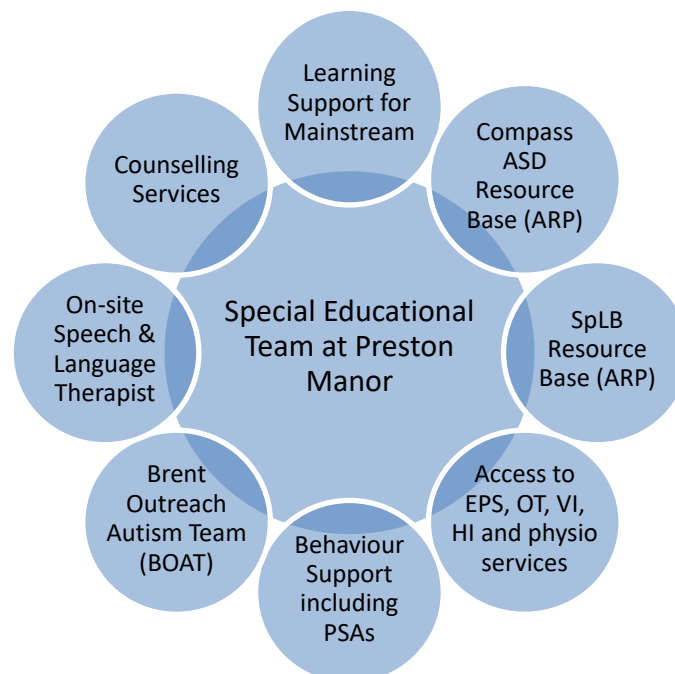 Learning
Support for
Mainstream
Compass
ASD
Resource
Base (ARP)
SpLB
Resource
Base (ARP)
Access to
EPS, OT, VI,
HI and physio
services
Behaviour
Support
including
PSAs
Brent
Outreach
Autism Team
(BOAT)
On-site
Speech &
Language
Therapist
Counselling
Services
Special Educational
Team at Preston
Manor